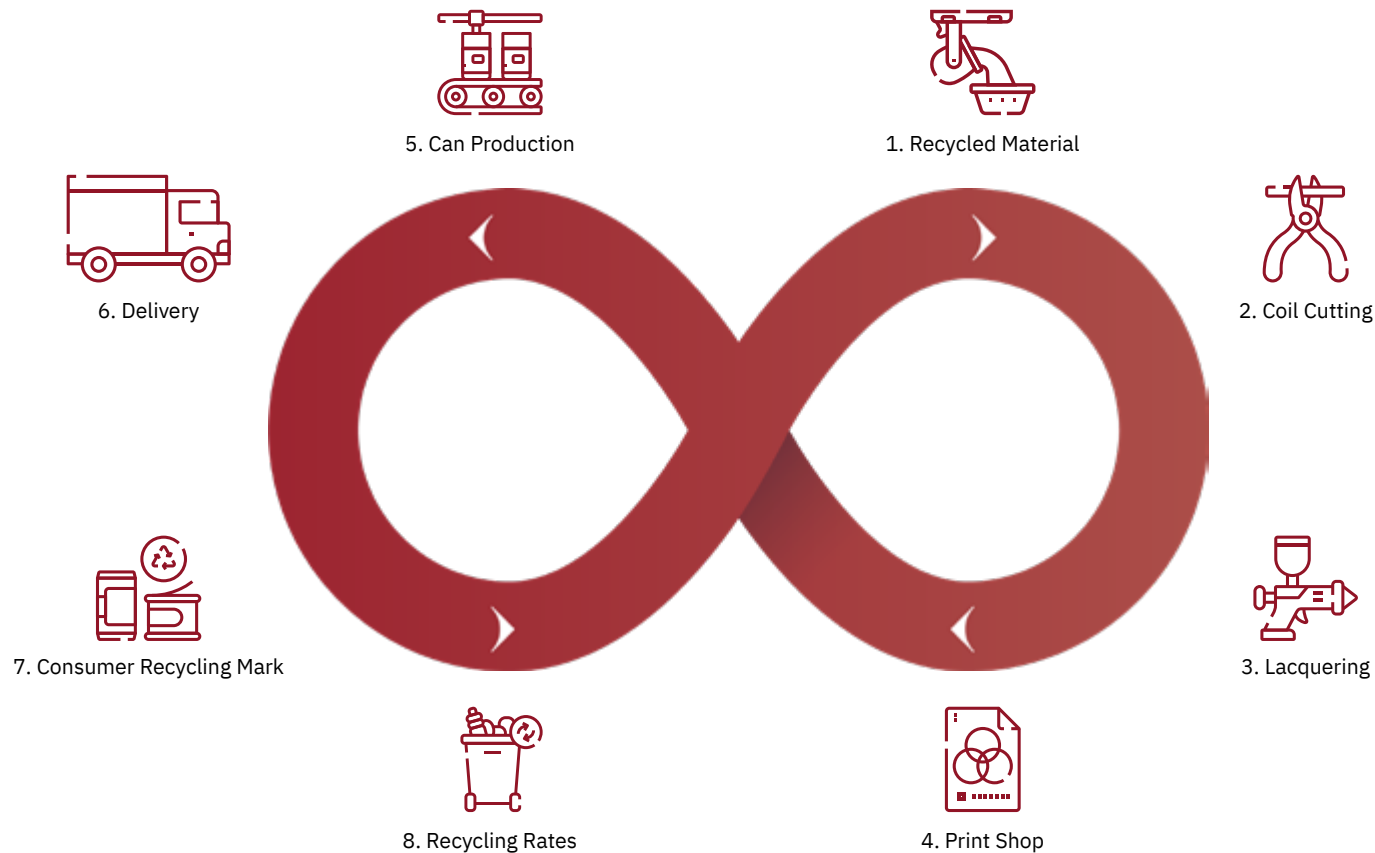 5. Can Production
1. Recycled Material
6. Delivery
2. Coil Cutting
7. Consumer Recycling Mark
3. Lacquering
8. Recycling Rates
4. Print Shop